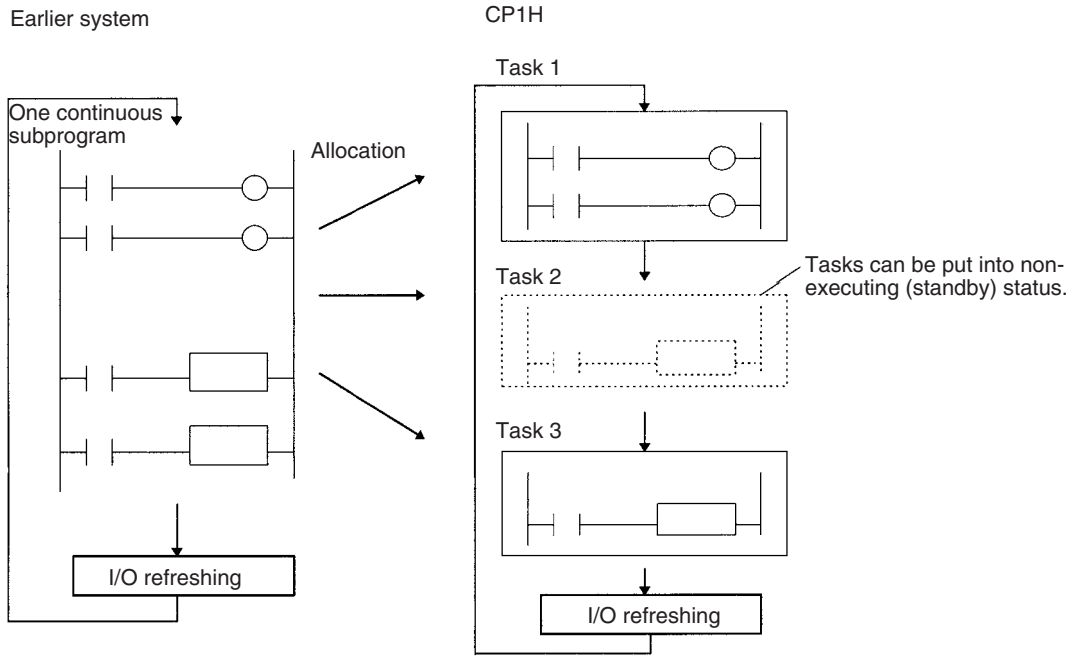 Earlier system
CP1H
One continuous
subprogram
Allocation
I/O refreshing
Task 1
Task 2
Tasks can be put into non-
executing (standby) status.
Task 3
I/O refreshing